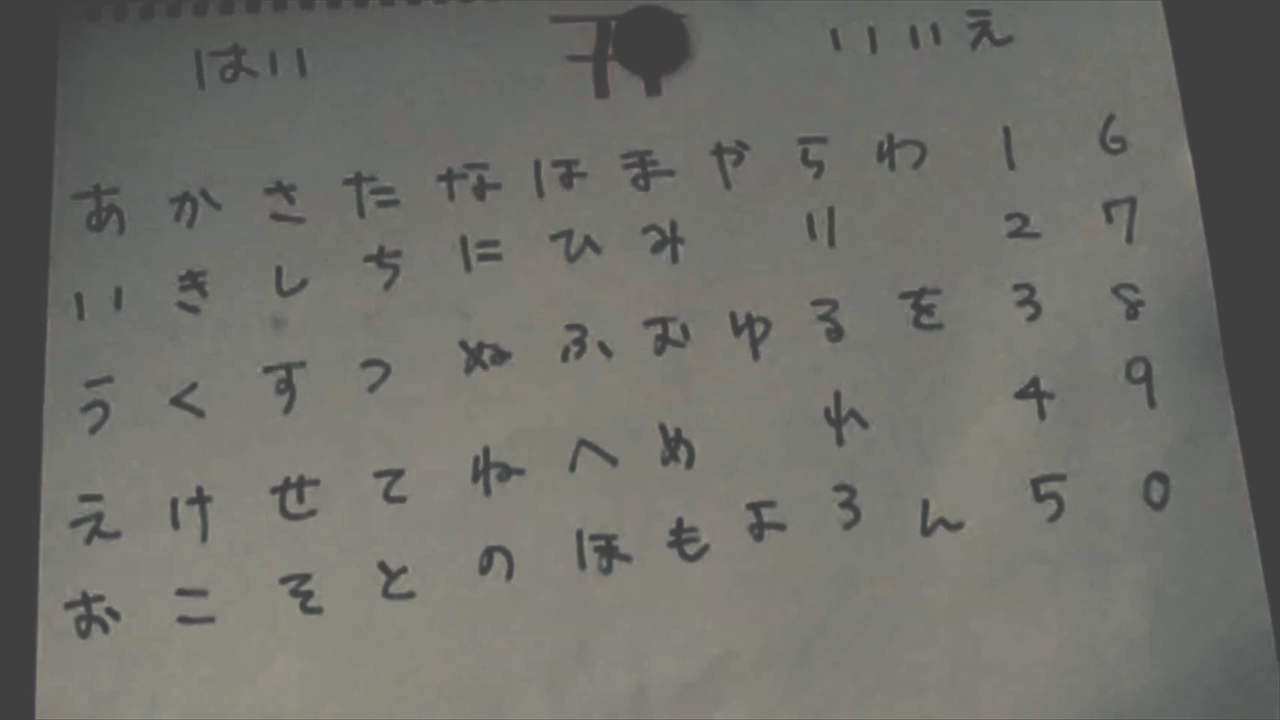 はい いいえ
あ か さ た な は ま や ら わ 1 6
い き し ち に ひ み り 2 7
う く す つ ぬ ふ む ゆ る を 3 8
え け せ て ね へ め れ 4 9
お こ そ と の ほ も よ ろ ん 5 0